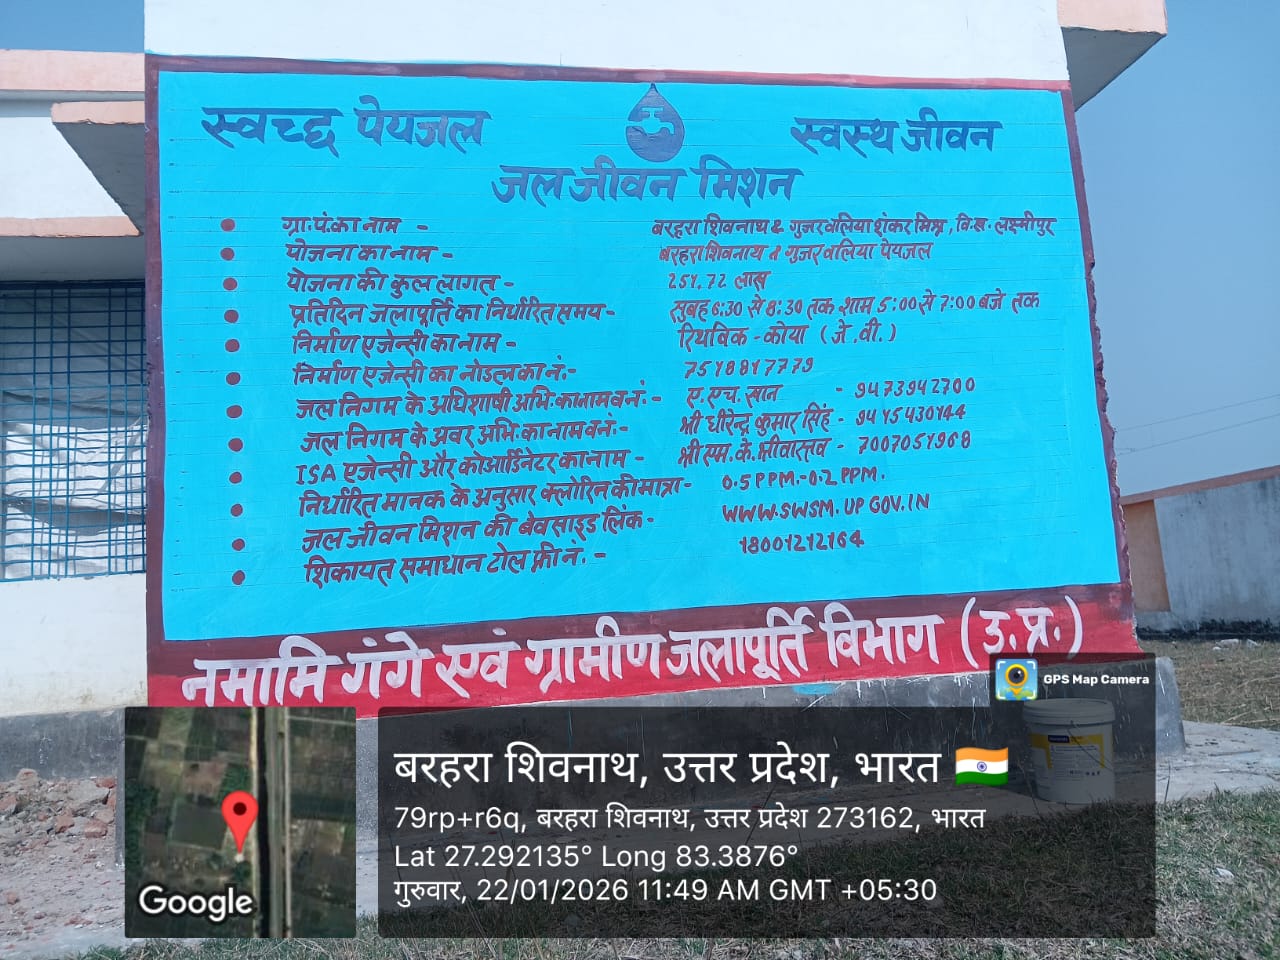 स्वच्छ पेयजल स्वस्थ जीवन
जल जीवन मिशन
ग्रा.पं.का नाम - बरहरा शिवनाथ & गुजरवलिया शंकर मिश्र, वि.ख. लक्ष्मीपुर
योजना का नाम - बरहरा शिवनाथ & गुजरवलिया पेयजल
योजना की कुल लागत - 254.72 लाख
प्रतिदिन जलापूर्ति का निर्धारित समय - सुबह 6:30 से 8:30 तक शाम 5:00 से 7:00 बजे तक
निर्माण एजेन्सी का नाम - रिथविक - कोया (जे.वी.)
निर्माण एजेन्सी का नोडल का नं:- 7548847779
जल निगम के अधिशाषी अभि.का नाम व नं:- ए.एच. खान - 9473942700
जल निगम के अवर अभि.का नाम व नं:- श्री धीरेन्द्र कुमार सिंह - 9445430444
ISA एजेन्सी और कोआर्डिनेटर का नाम - श्री एम.के.श्रीवास्तव - 7007054968
निर्धारित मानक के अनुसार क्लोरिन की मात्रा - 0.5 PPM.-0.2 PPM.
जल जीवन मिशन की बेवसाइड लिंक - WWW.SWSM.UP GOV.IN
शिकायत समाधान टोल फ्री नं. - 18001212164
नमामि गंगे एवं ग्रामीण जलापूर्ति विभाग (उ.प्र.)
GPS Map Camera
बरहरा शिवनाथ, उत्तर प्रदेश, भारत
79rp+r6q, बरहरा शिवनाथ, उत्तर प्रदेश 273162, भारत
Lat 27.292135° Long 83.3876°
गुरुवार, 22/01/2026 11:49 AM GMT +05:30
Google